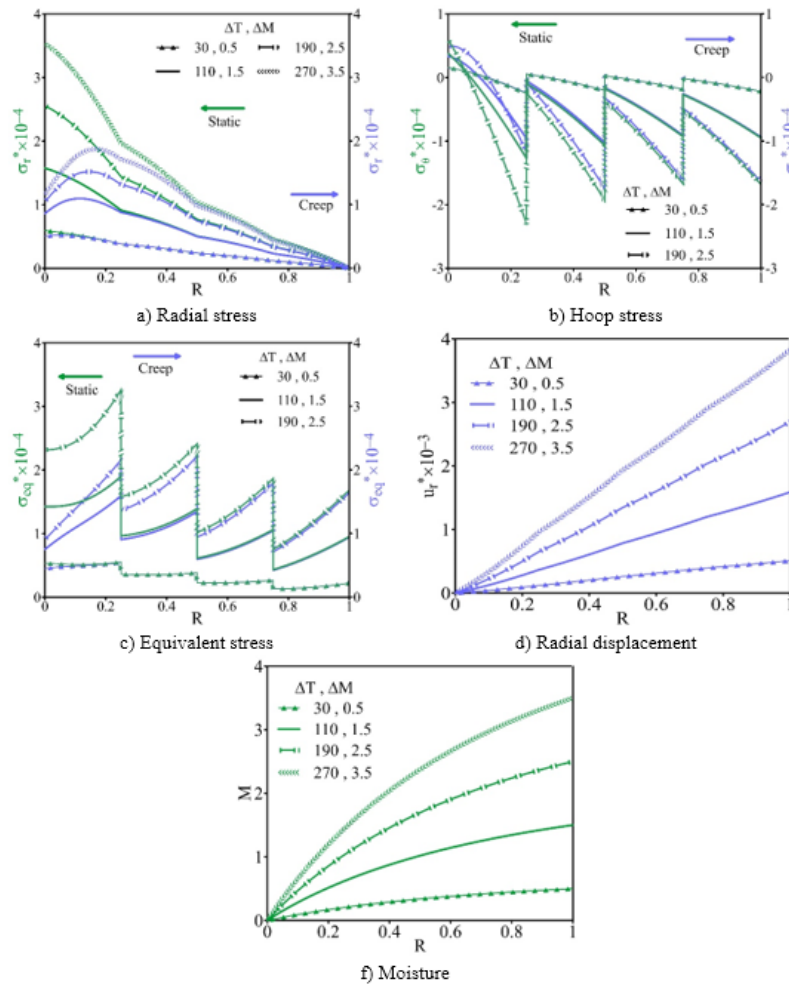 ΔT , ΔM
30 , 0.5 190 , 2.5
110 , 1.5 270 , 3.5
Static
Creep
σr*×10⁻⁴
σr*×10⁻⁴
4
3
2
1
0
4
3
2
1
0
0 0.2 0.4 0.6 0.8 1
R
a) Radial stress
Static
Creep
σθ*×10⁻⁴
1
0
-1
-2
-3
1
0
-1
-2
-3
ΔT , ΔM
30 , 0.5
110 , 1.5
190 , 2.5
0 0.2 0.4 0.6 0.8 1
R
b) Hoop stress
Creep
Static
ΔT , ΔM
30 , 0.5
110 , 1.5
190 , 2.5
σeq*×10⁻⁴
σeq*×10⁻⁴
4
3
2
1
0
4
3
2
1
0
0 0.2 0.4 0.6 0.8 1
R
c) Equivalent stress
ΔT , ΔM
30 , 0.5
110 , 1.5
190 , 2.5
270 , 3.5
ur*×10⁻³
4
3
2
1
0
0 0.2 0.4 0.6 0.8 1
R
d) Radial displacement
ΔT , ΔM
30 , 0.5
110 , 1.5
190 , 2.5
270 , 3.5
M
4
3
2
1
0
0 0.2 0.4 0.6 0.8 1
R
f) Moisture